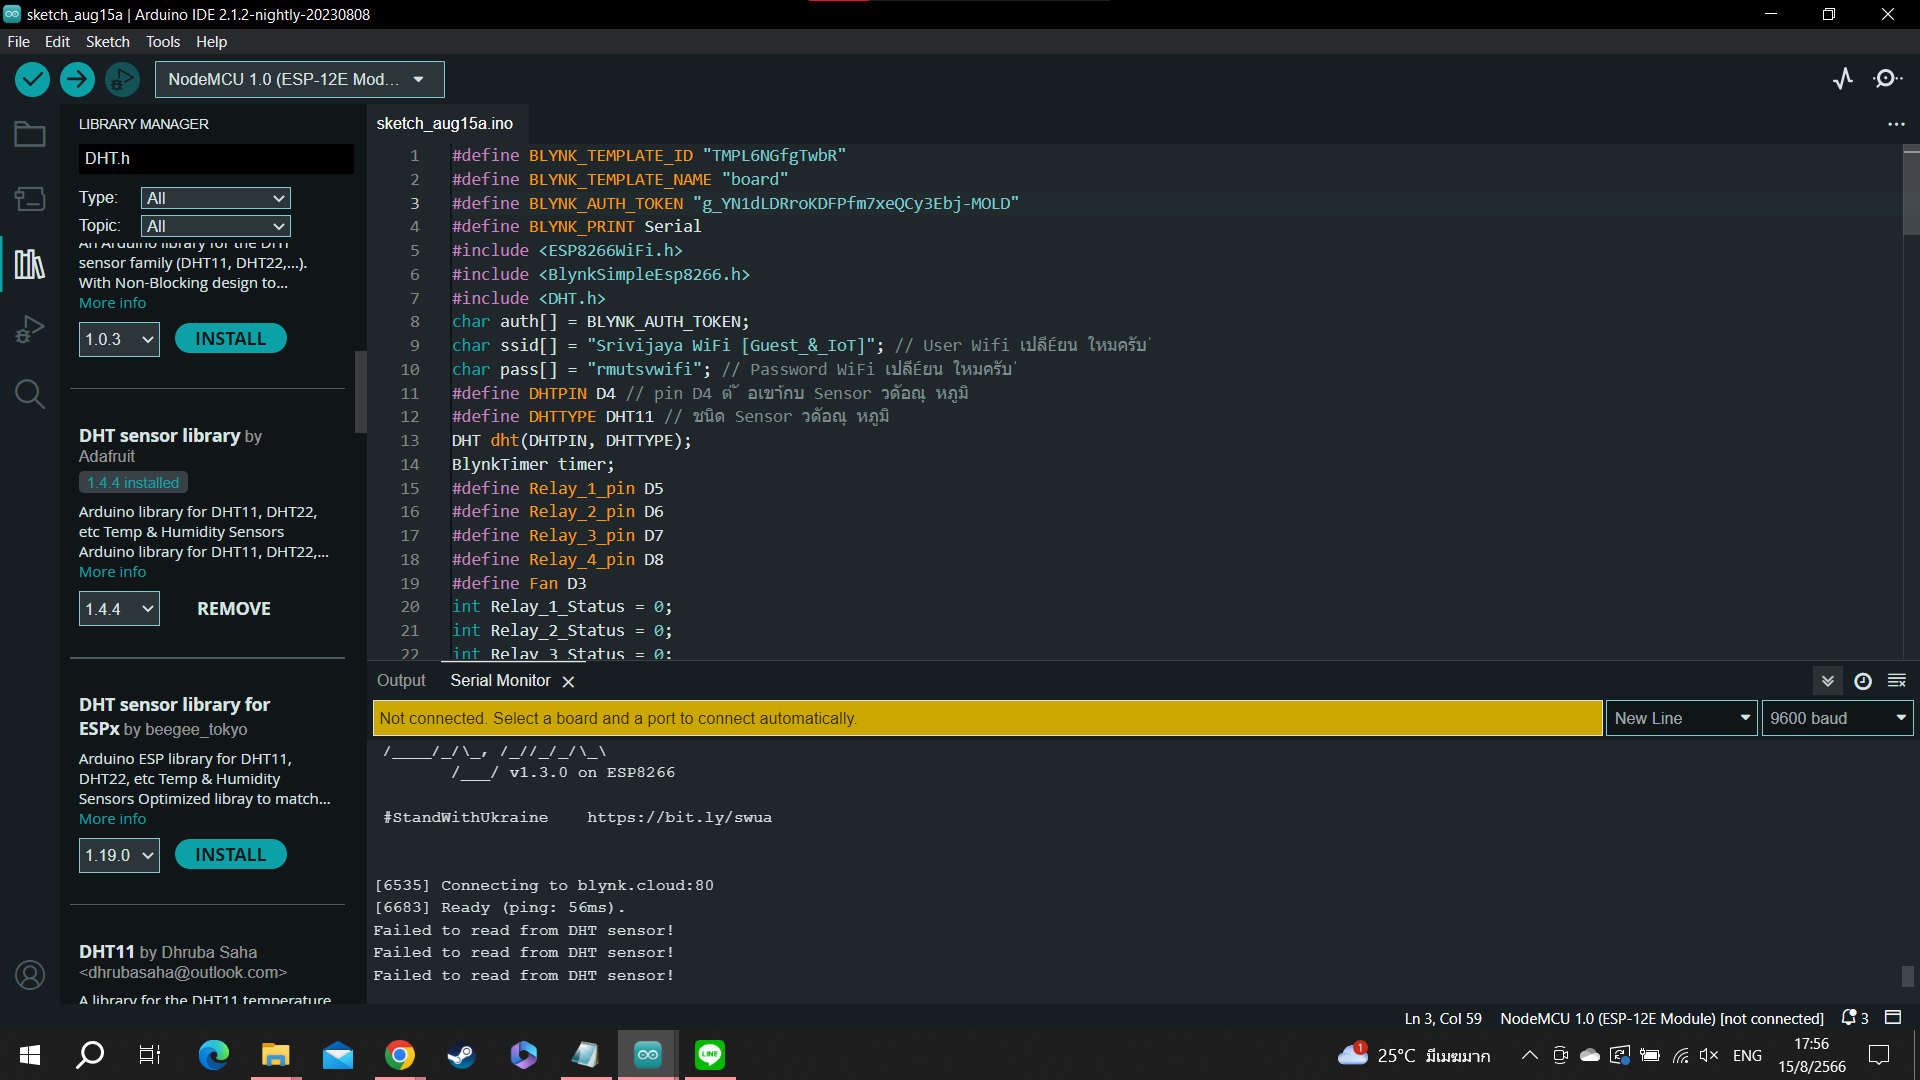 sketch_aug15a | Arduino IDE 2.1.2-nightly-20230808
File Edit Sketch Tools Help
NodeMCU 1.0 (ESP-12E Mod...
LIBRARY MANAGER
DHT.h
Type: All
Topic: All
An Arduino library for the DHT
sensor family (DHT11, DHT22,...).
With Non-Blocking design to...
More info
1.0.3 INSTALL
DHT sensor library by
Adafruit
1.4.4 installed
Arduino library for DHT11, DHT22,
etc Temp & Humidity Sensors
Arduino library for DHT11, DHT22,...
More info
1.4.4 REMOVE
DHT sensor library for
ESPx by beegee_tokyo
Arduino ESP library for DHT11,
DHT22, etc Temp & Humidity
Sensors Optimized libray to match...
More info
1.19.0 INSTALL
DHT11 by Dhruba Saha
<dhrubasaha@outlook.com>
A library for the DHT11 temperature
sketch_aug15a.ino
1 #define BLYNK_TEMPLATE_ID "TMPL6NGfgTwbR"
2 #define BLYNK_TEMPLATE_NAME "board"
3 #define BLYNK_AUTH_TOKEN "g_YN1dLDRroKDFPfm7xeQCy3Ebj-MOLD"
4 #define BLYNK_PRINT Serial
5 #include <ESP8266WiFi.h>
6 #include <BlynkSimpleEsp8266.h>
7 #include <DHT.h>
8 char auth[] = BLYNK_AUTH_TOKEN;
9 char ssid[] = "Srivijaya WiFi [Guest_&_IoT]"; // User Wifi เปลีÉยน ใหมครับ่
10 char pass[] = "rmutsvwifi"; // Password WiFi เปลีÉยน ใหมครับ่
11 #define DHTPIN D4 // pin D4 Sensor วดัอณุ หภูมิ
12 #define DHTTYPE DHT11 // ชนิด Sensor วดัอณุ หภูมิ
13 DHT dht(DHTPIN, DHTTYPE);
14 BlynkTimer timer;
15 #define Relay_1_pin D5
16 #define Relay_2_pin D6
17 #define Relay_3_pin D7
18 #define Relay_4_pin D8
19 #define Fan D3
20 int Relay_1_Status = 0;
21 int Relay_2_Status = 0;
22 int Relay_3_Status = 0;
Output Serial Monitor
Not connected. Select a board and a port to connect automatically. New Line 9600 baud
/____/_/\_, /_//_/_/\_\
/___/ v1.3.0 on ESP8266
#StandWithUkraine https://bit.ly/swua
[6535] Connecting to blynk.cloud:80
[6683] Ready (ping: 56ms).
Failed to read from DHT sensor!
Failed to read from DHT sensor!
Failed to read from DHT sensor!
Ln 3, Col 59 NodeMCU 1.0 (ESP-12E Module) [not connected] 3
LINE
1
25°C มีเมฆมาก
ENG
17:56
15/8/2566